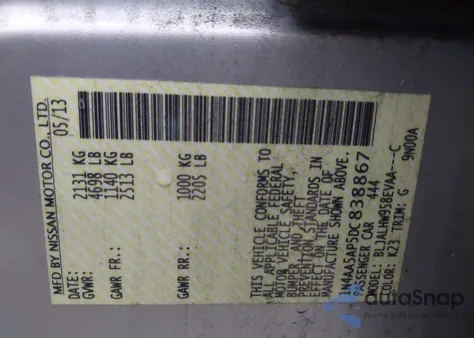 MFD BY NISSAN MOTOR CO., LTD.
05/13
GVWR: 2131 KG
4698 LB
GAWR FR.: 1140 KG
2513 LB
GAWR RR.: 1000 KG
2205 LB
THIS VEHICLE CONFORMS TO
ALL APPLICABLE FEDERAL
MOTOR VEHICLE SAFETY,
BUMPER, AND THEFT
PREVENTION STANDARDS IN
EFFECT ON THE DATE OF
MANUFACTURE SHOWN ABOVE.
1N4AA5AP5DC838867
PASSENGER CAR 444
MODEL: BTJJALHW958EVAA---C
COLOR: K23 TRIM: G 9N00A
autoSnap